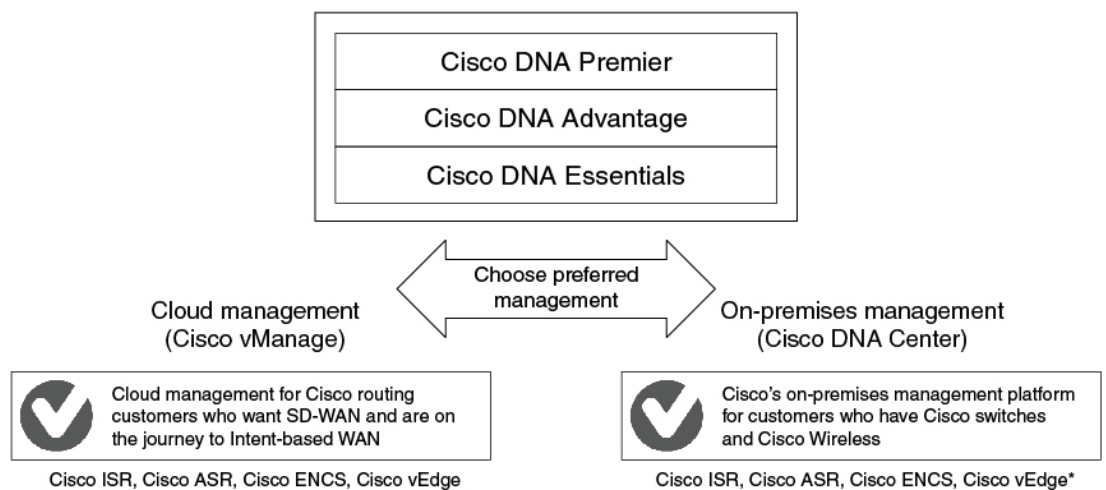 Cisco DNA Premier
Cisco DNA Advantage
Cisco DNA Essentials
Choose preferred
management
Cloud management
(Cisco vManage)
On-premises management
(Cisco DNA Center)
Cloud management for Cisco routing
customers who want SD-WAN and are on
the journey to Intent-based WAN
Cisco's on-premises management platform
for customers who have Cisco switches
and Cisco Wireless
Cisco ISR, Cisco ASR, Cisco ENCS, Cisco vEdge
Cisco ISR, Cisco ASR, Cisco ENCS, Cisco vEdge*